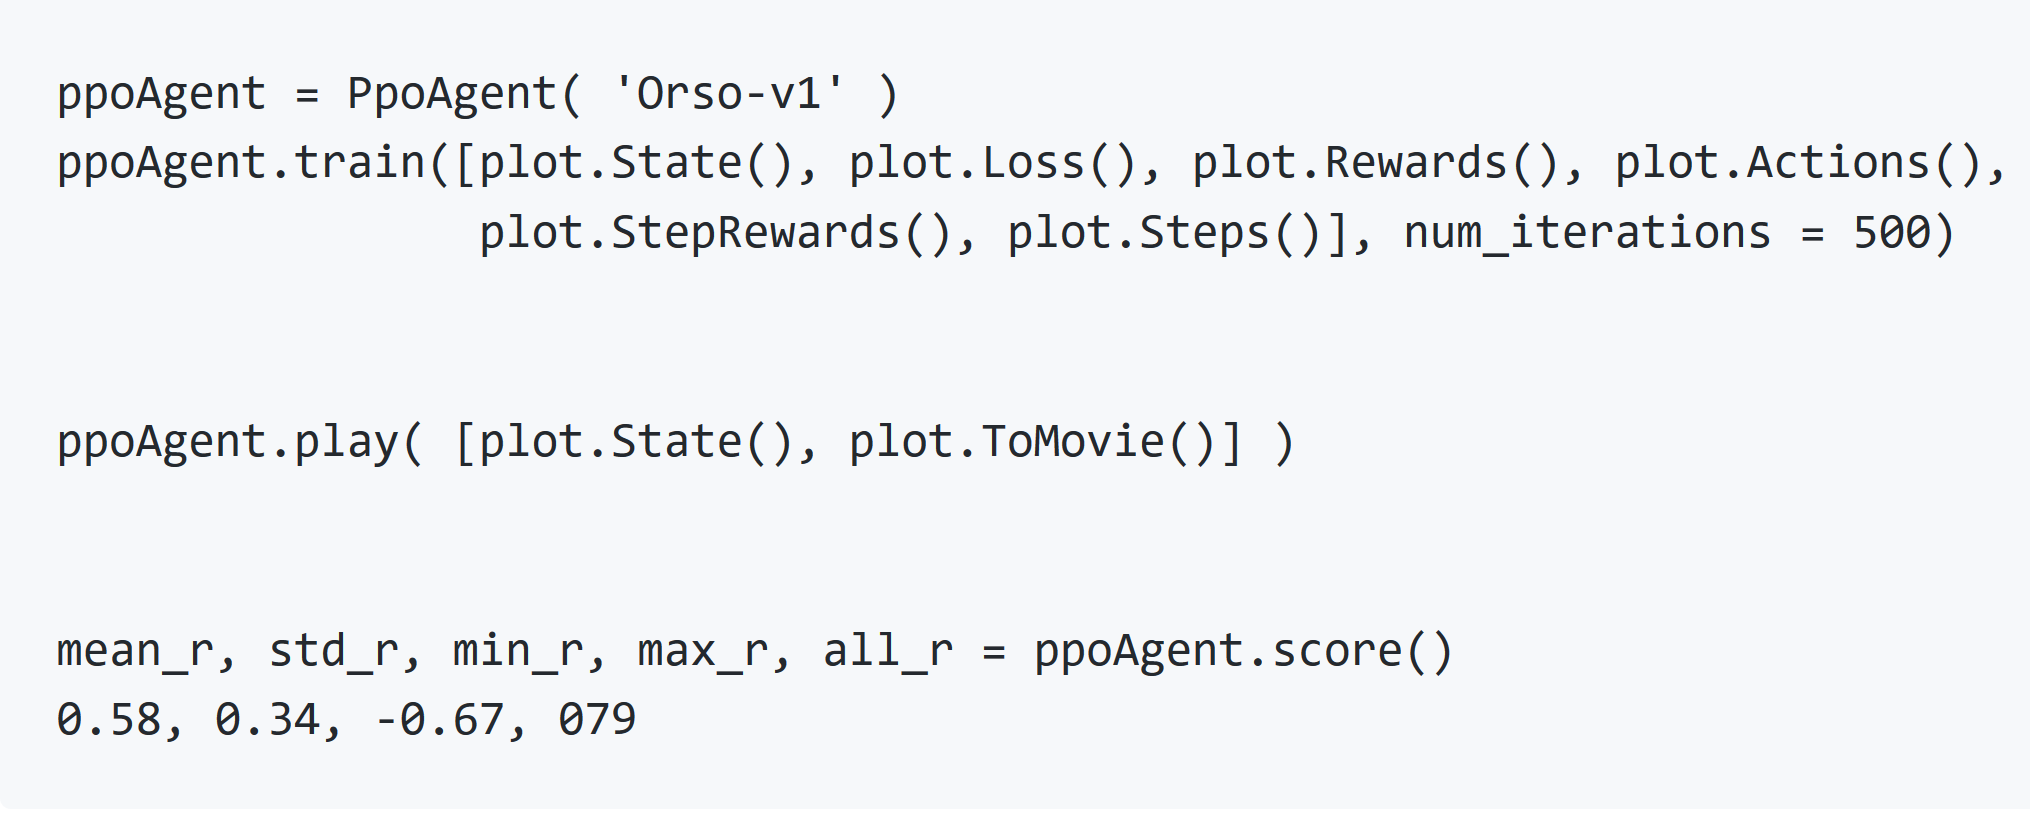 ppoAgent = PpoAgent( 'Orso-v1' )
ppoAgent.train([plot.State(), plot.Loss(), plot.Rewards(), plot.Actions(),
                plot.StepRewards(), plot.Steps()], num_iterations = 500)
ppoAgent.play( [plot.State(), plot.ToMovie()] )
mean_r, std_r, min_r, max_r, all_r = ppoAgent.score()
0.58, 0.34, -0.67, 079